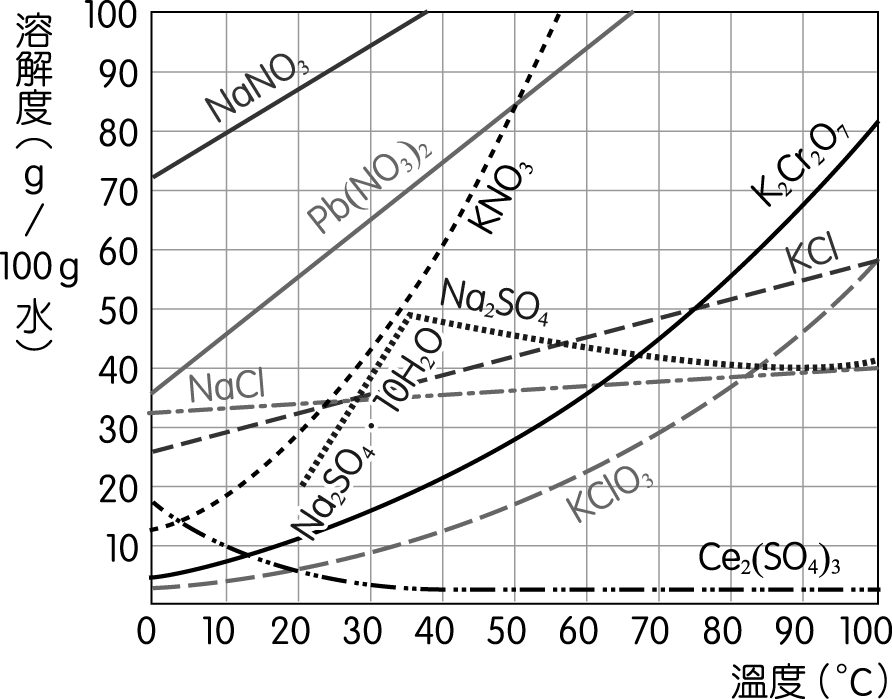 溶解度(g/100g水)
100
90
80
70
60
50
40
30
20
10
NaNO₃
Pb(NO₃)₂
KNO₃
K₂Cr₂O₇
KCl
Na₂SO₄
NaCl
Na₂SO₄·10H₂O
KClO₃
Ce₂(SO₄)₃
0 10 20 30 40 50 60 70 80 90 100
溫度(°C)